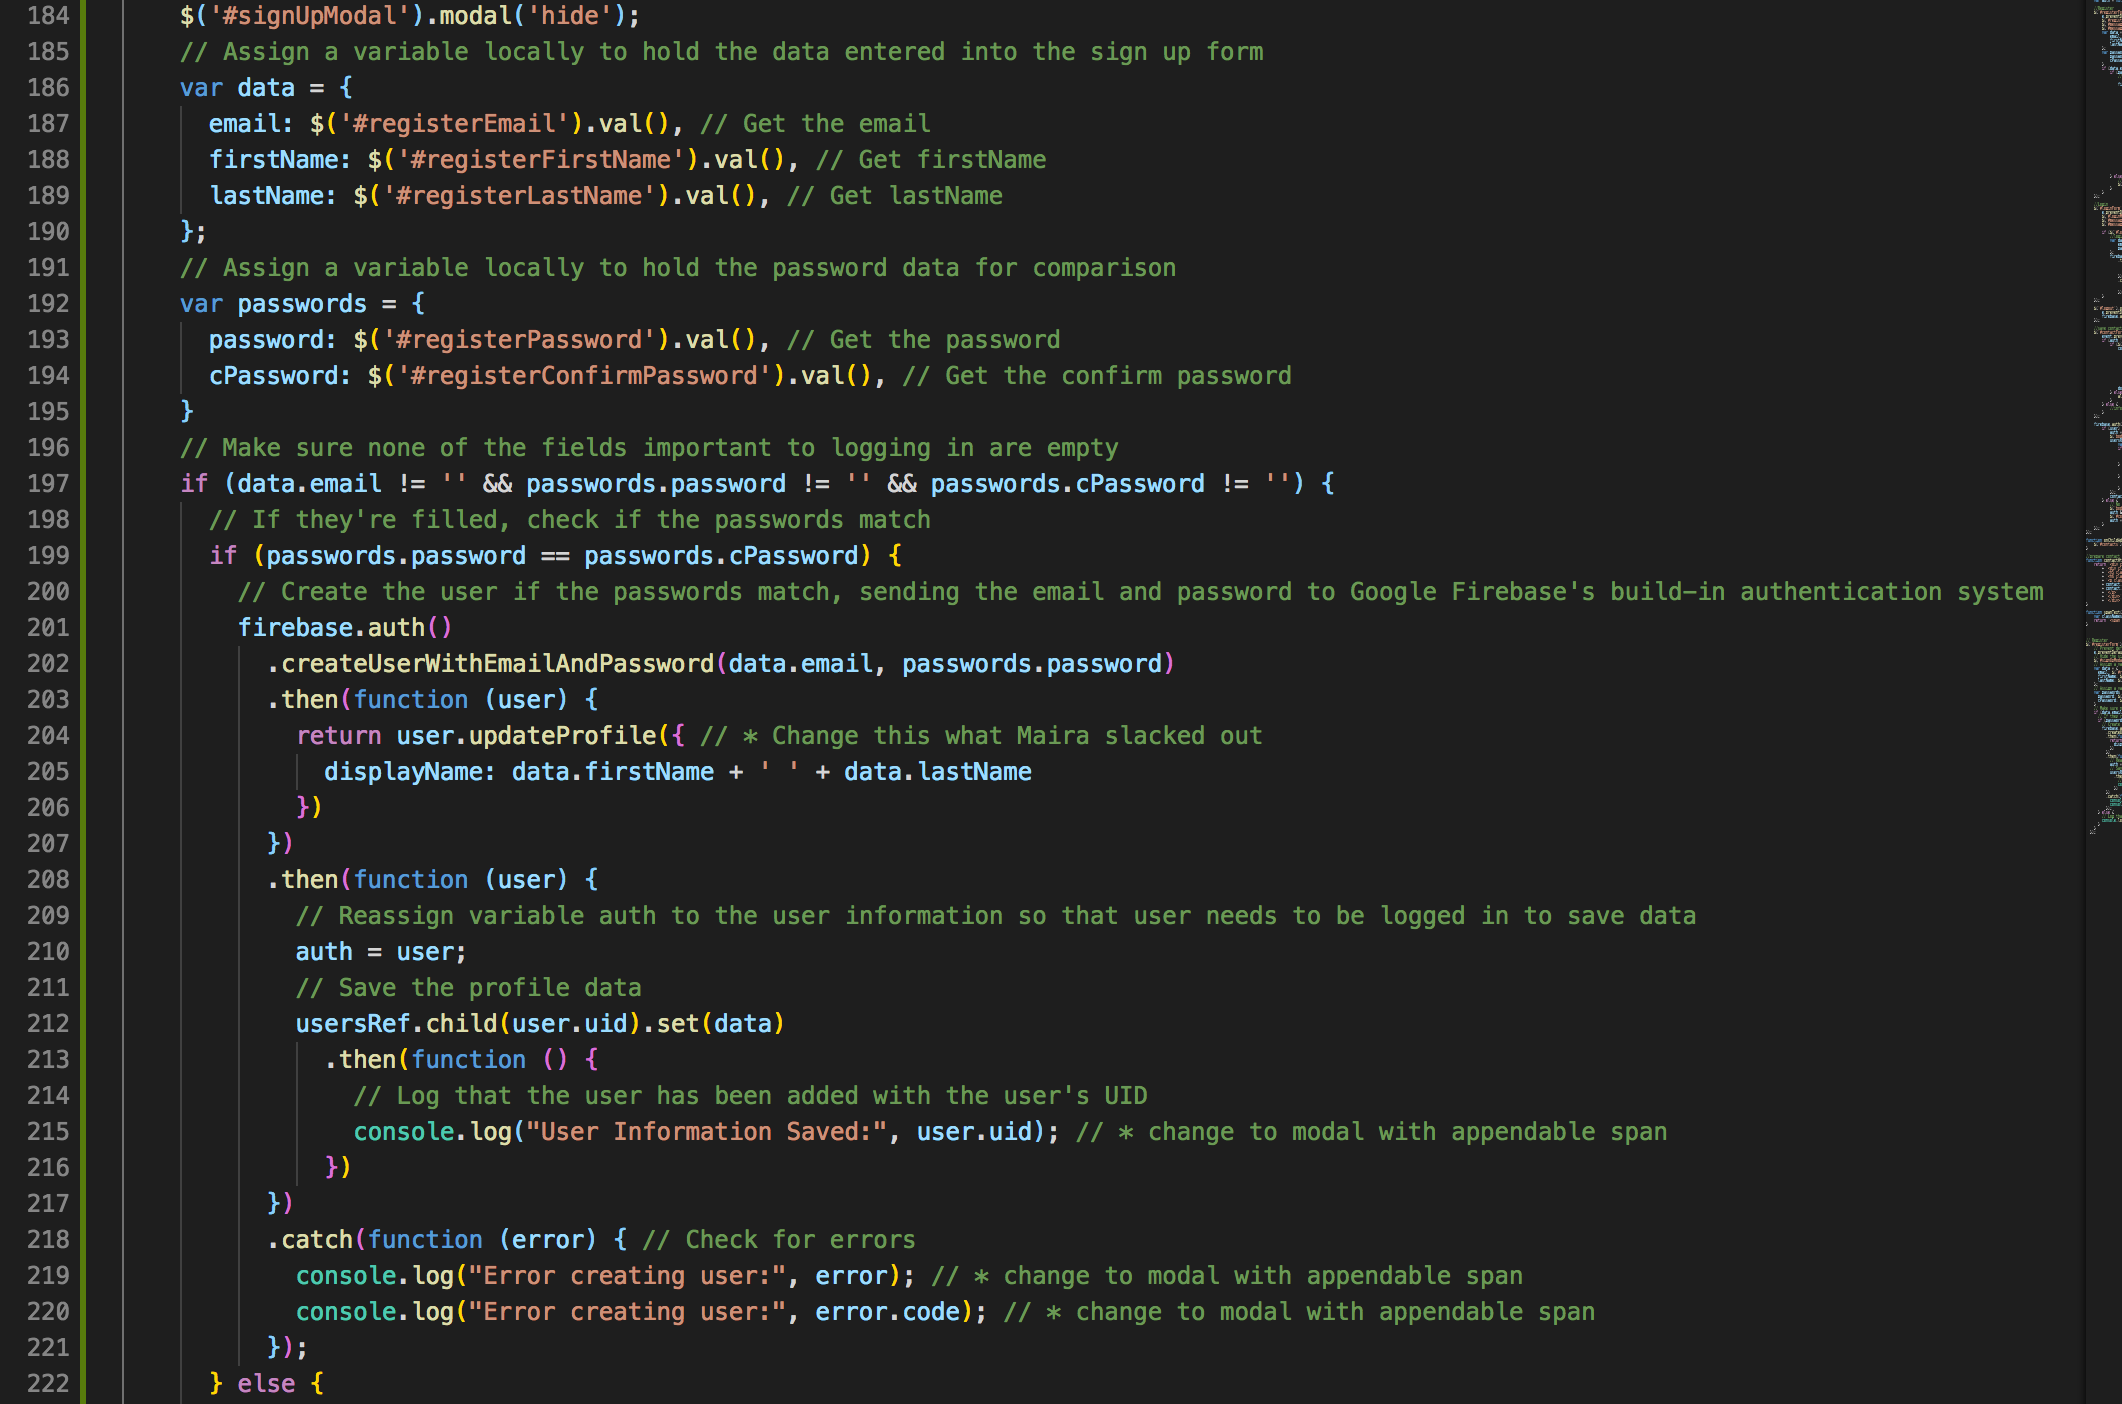 184 $('#signUpModal').modal('hide');
185 // Assign a variable locally to hold the data entered into the sign up form
186 var data = {
187 email: $('#registerEmail').val(), // Get the email
188 firstName: $('#registerFirstName').val(), // Get firstName
189 lastName: $('#registerLastName').val(), // Get lastName
190 };
191 // Assign a variable locally to hold the password data for comparison
192 var passwords = {
193 password: $('#registerPassword').val(), // Get the password
194 cPassword: $('#registerConfirmPassword').val(), // Get the confirm password
195 }
196 // Make sure none of the fields important to logging in are empty
197 if (data.email != '' && passwords.password != '' && passwords.cPassword != '') {
198 // If they're filled, check if the passwords match
199 if (passwords.password == passwords.cPassword) {
200 // Create the user if the passwords match, sending the email and password to Google Firebase's build-in authentication system
201 firebase.auth()
202 .createUserWithEmailAndPassword(data.email, passwords.password)
203 .then(function (user) {
204 return user.updateProfile({ // * Change this what Maira slacked out
205 displayName: data.firstName + ' ' + data.lastName
206 })
207 })
208 .then(function (user) {
209 // Reassign variable auth to the user information so that user needs to be logged in to save data
210 auth = user;
211 // Save the profile data
212 usersRef.child(user.uid).set(data)
213 .then(function () {
214 // Log that the user has been added with the user's UID
215 console.log("User Information Saved:", user.uid); // * change to modal with appendable span
216 })
217 })
218 .catch(function (error) { // Check for errors
219 console.log("Error creating user:", error); // * change to modal with appendable span
220 console.log("Error creating user:", error.code); // * change to modal with appendable span
221 });
222 } else {